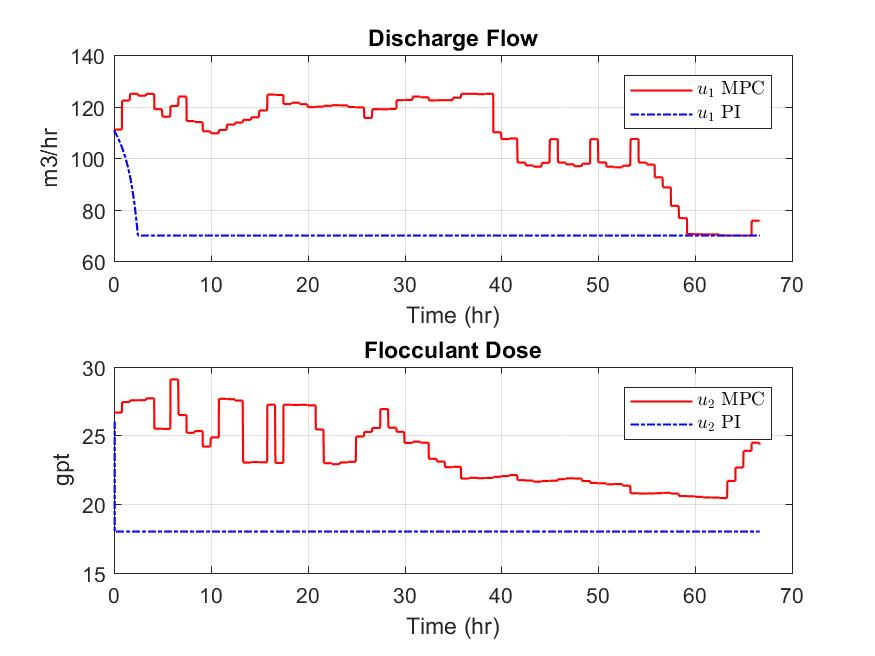 Discharge Flow
140
120
100
80
60
m3/hr
u1 MPC
u1 PI
0 10 20 30 40 50 60 70
Time (hr)
Flocculant Dose
30
25
20
15
gpt
u2 MPC
u2 PI
0 10 20 30 40 50 60 70
Time (hr)